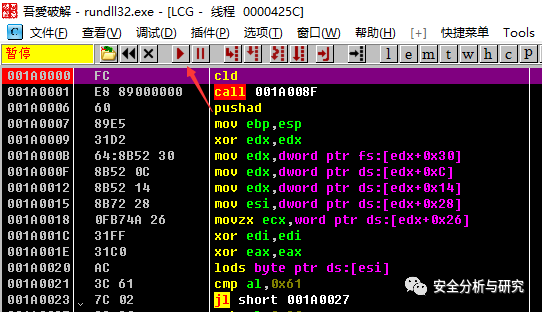 吾愛破解 - rundll32.exe - [LCG - 线程 0000425C]
C 文件(F) 查看(V) 调试(D) 插件(P) 选项(T) 窗口(W) 帮助(H) [+] 快捷菜单 Tools
暂停 l e m t w h c
001A0000 FC cld
001A0001 E8 89000000 call 001A008F
001A0006 60 pushad
001A0007 89E5 mov ebp,esp
001A0009 31D2 xor edx,edx
001A000B 64:8B52 30 mov edx,dword ptr fs:[edx+0x30]
001A000F 8B52 0C mov edx,dword ptr ds:[edx+0xC]
001A0012 8B52 14 mov edx,dword ptr ds:[edx+0x14]
001A0015 8B72 28 mov esi,dword ptr ds:[edx+0x28]
001A0018 0FB74A 26 movzx ecx,word ptr ds:[edx+0x26]
001A001C 31FF xor edi,edi
001A001E 31C0 xor eax,eax
001A0020 AC lods byte ptr ds:[esi]
001A0021 3C 61 cmp al,0x61
001A0023 7C 02 jl short 001A0027
安全分析与研究